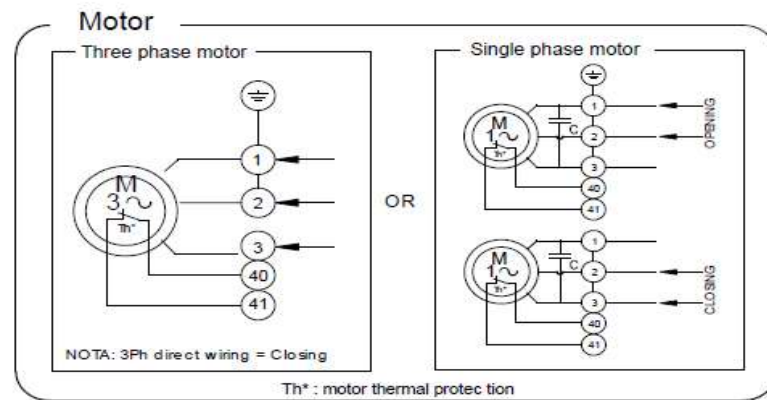 Motor
Three phase motor
1
2
3
40
41
M
3 ~
Th*
NOTA: 3Ph direct wiring = Closing
OR
Single phase motor
1
2
3
40
41
M
1 ~
Th*
C
OPENING
1
2
3
40
41
M
1 ~
Th*
C
CLOSING
Th* : motor thermal protec tion